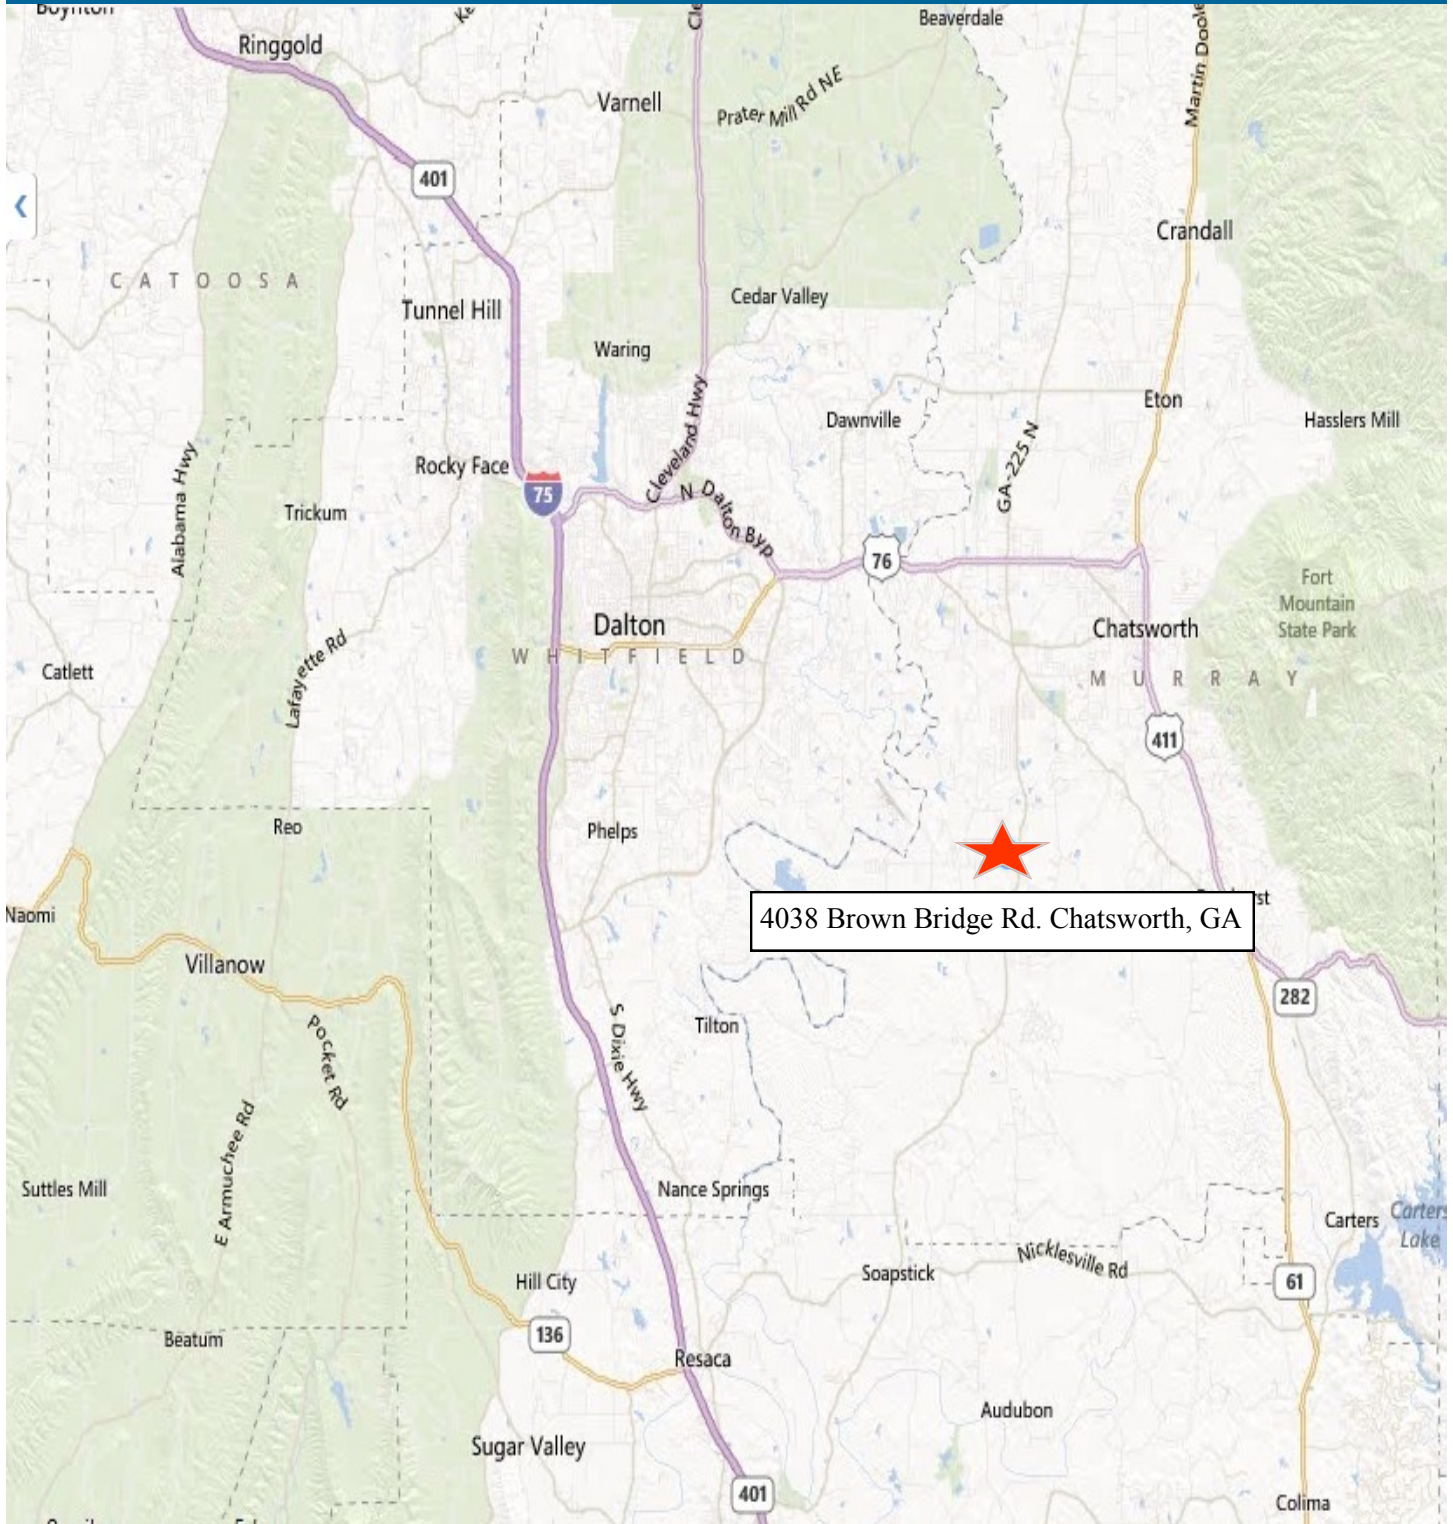 Boynton
Ringgold
Beaverdale
Varnell
Prater Mill Rd NE
401
Crandall
CATOOSA
Tunnel Hill
Cedar Valley
Waring
Cleveland Hwy
Dawnville
Eton
Hasslers Mill
GA-225 N
Alabama Hwy
Rocky Face
75
N Dalton Byp
Trickum
76
Fort
Mountain
State Park
Dalton
Chatsworth
WHITFIELD
Lafayette Rd
Catlett
MURRAY
411
Reo
Phelps
Naomi
4038 Brown Bridge Rd. Chatsworth, GA
Villanow
282
Tilton
S Dixie Hwy
Pocket Rd
E Armuchee Rd
Suttles Mill
Nance Springs
Carters
Carters
Lake
Nicklesville Rd
Soapstick
Hill City
61
136
Beatum
Resaca
Audubon
Sugar Valley
401
Colima